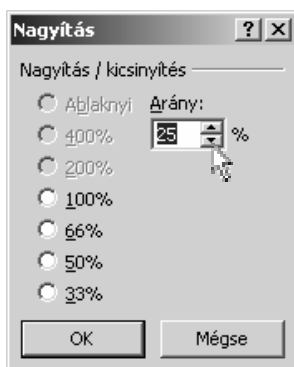 Nagyítás
Nagyítás / kicsinyítés
Ablaknyi Arány:
400% 25 %
200%
100%
66%
50%
33%
OK Mégse